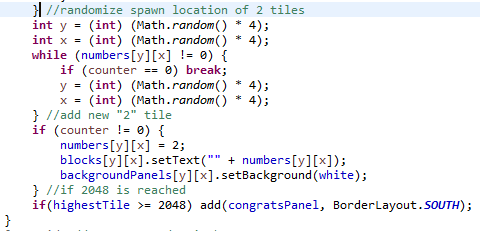 } //randomize spawn location of 2 tiles
int y = (int) (Math.random() * 4);
int x = (int) (Math.random() * 4);
while (numbers[y][x] != 0) {
if (counter == 0) break;
y = (int) (Math.random() * 4);
x = (int) (Math.random() * 4);
} //add new "2" tile
if (counter != 0) {
numbers[y][x] = 2;
blocks[y][x].setText("" + numbers[y][x]);
backgroundPanels[y][x].setBackground(white);
} //if 2048 is reached
if(highestTile >= 2048) add(congratsPanel, BorderLayout.SOUTH);
}